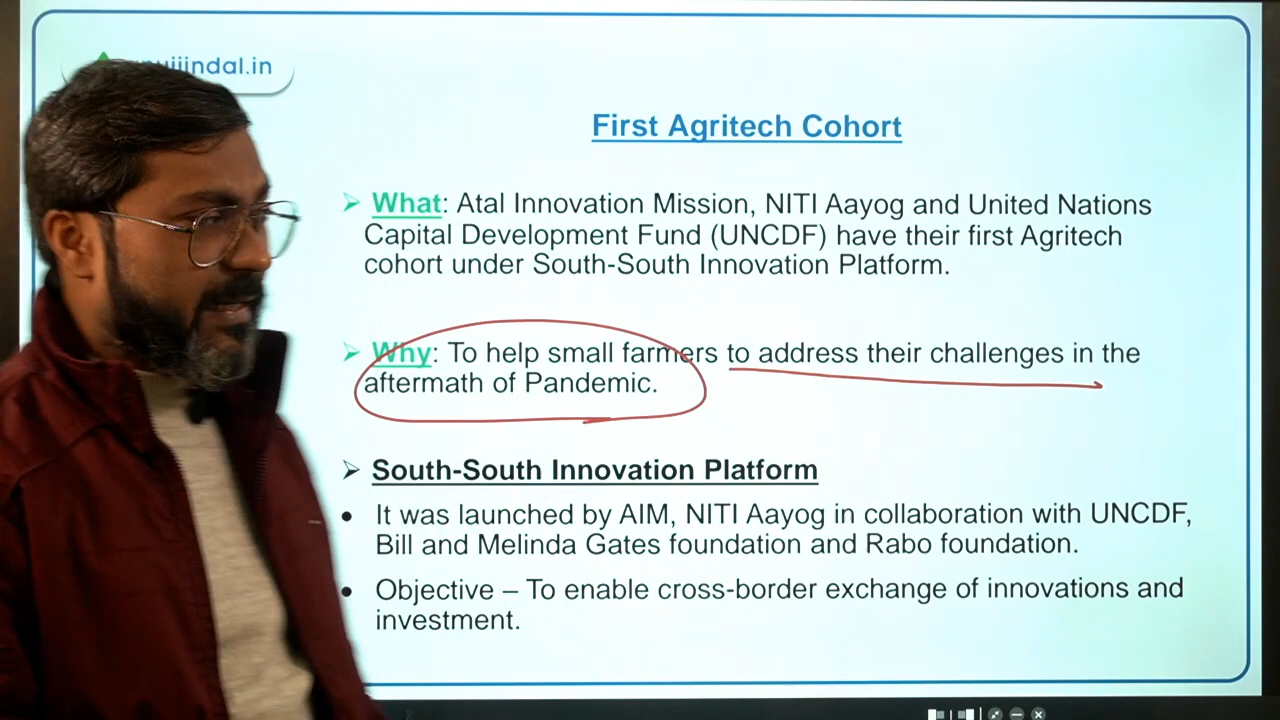 jindal.in
First Agritech Cohort
What: Atal Innovation Mission, NITI Aayog and United Nations
Capital Development Fund (UNCDF) have their first Agritech
cohort under South-South Innovation Platform.
Why: To help small farmers to address their challenges in the
aftermath of Pandemic.
South-South Innovation Platform
It was launched by AIM, NITI Aayog in collaboration with UNCDF,
Bill and Melinda Gates foundation and Rabo foundation.
Objective – To enable cross-border exchange of innovations and
investment.